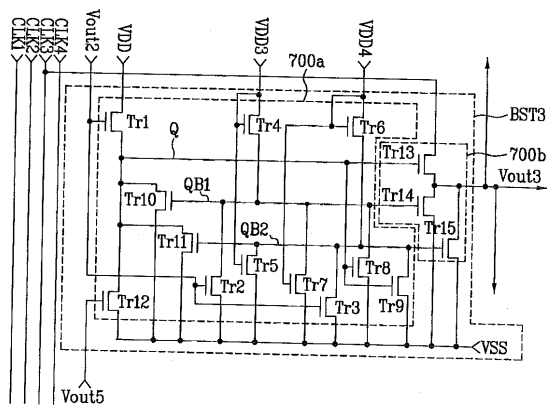 CLK1
CLK2
CLK3
CLK4
Vout2
VDD
VDD3
700a
VDD4
BST3
700b
Tr1
Tr4
Tr6
Q
Tr13
Vout3
Tr10
QB1
Tr14
Tr11
QB2
Tr15
Tr5
Tr8
Tr12
Tr2
Tr7
Tr3
Tr9
VSS
Vout5